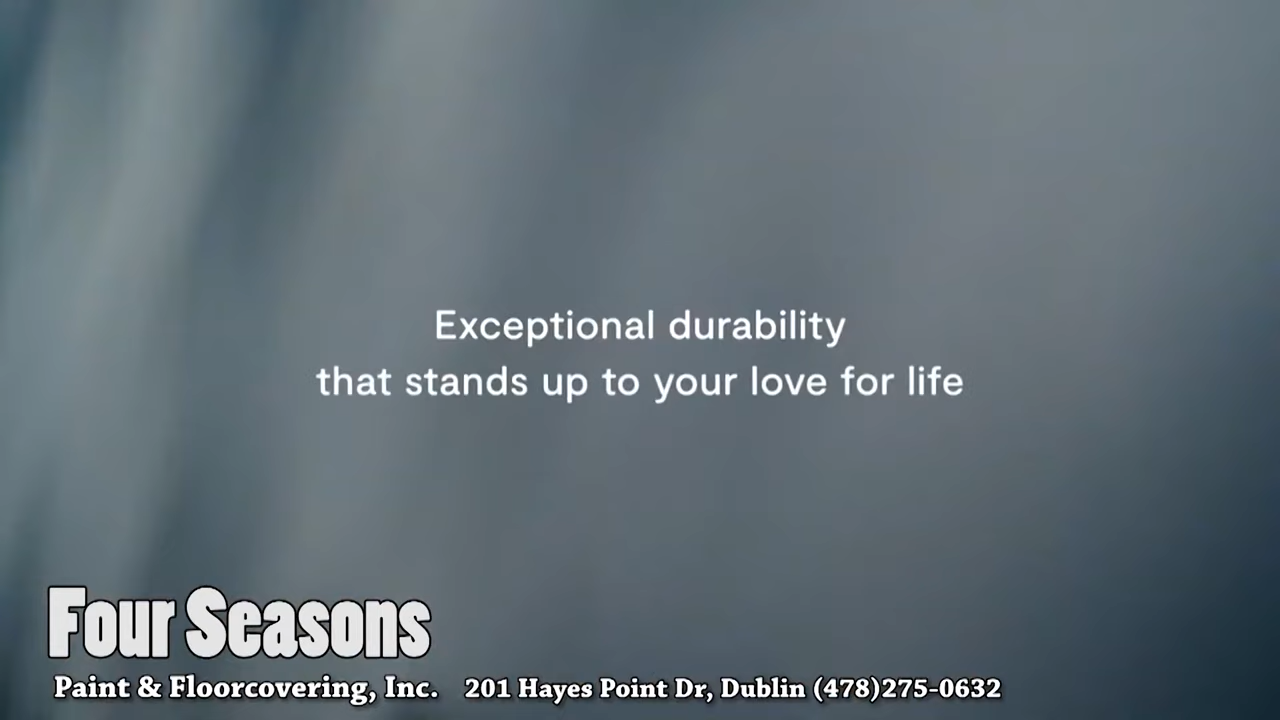 Exceptional durability
that stands up to your love for life
Four Seasons
Paint & Floorcovering, Inc. 201 Hayes Point Dr, Dublin (478)275-0632